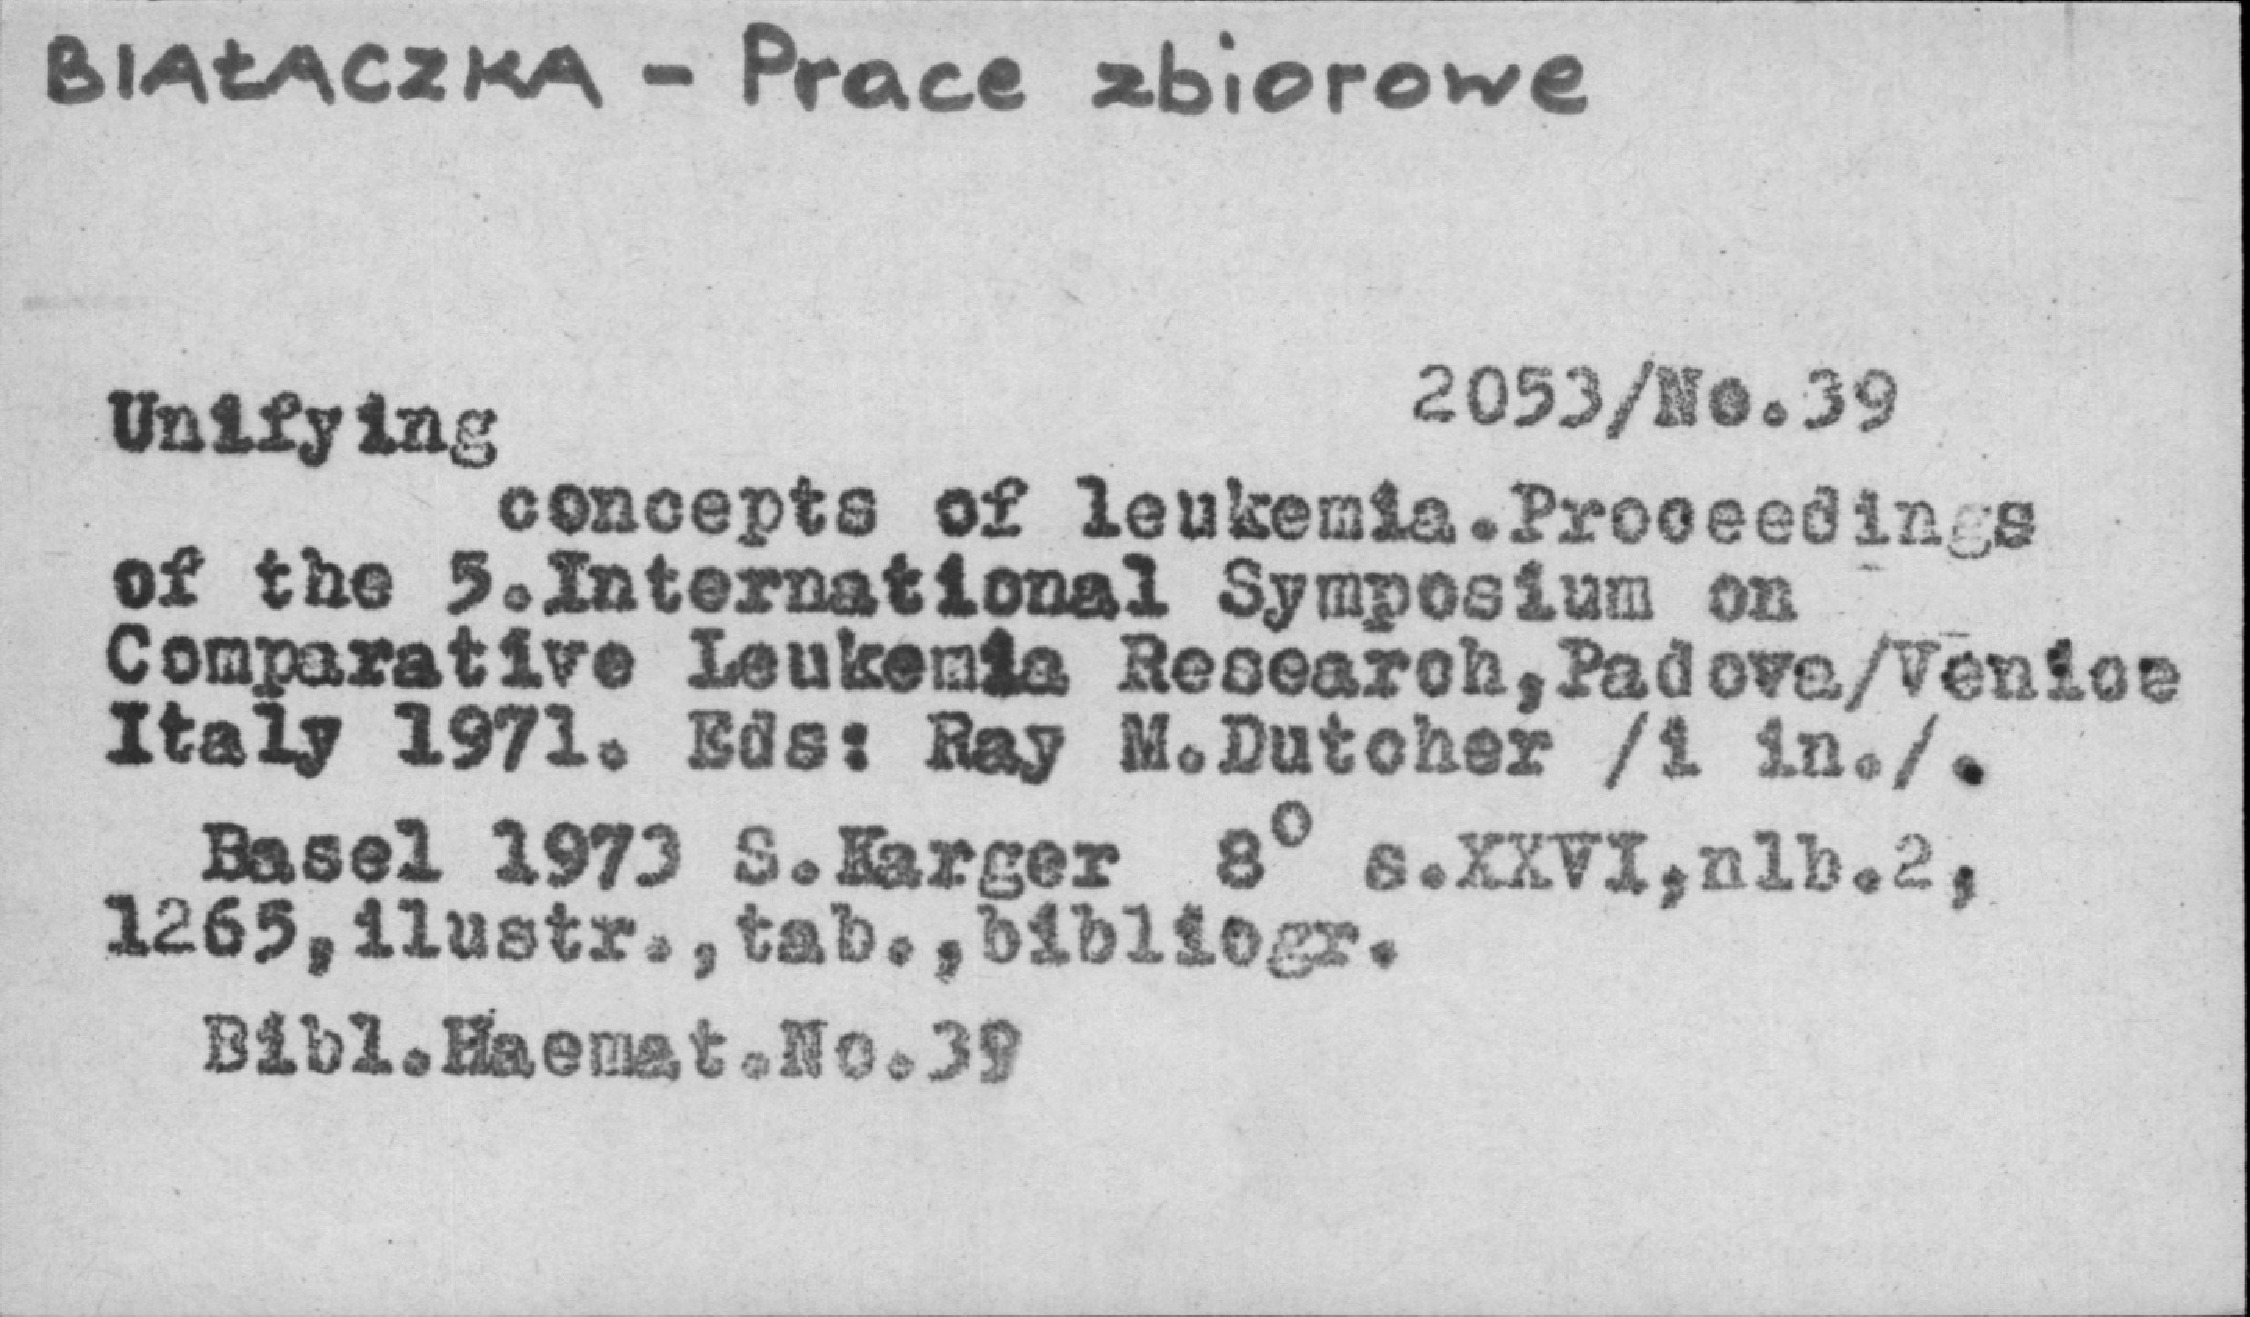 BIAŁACZKA - Prace zbiorowe
2053/No.39
Unifying
concepts of leukemia.Proceedings
of the 5.International Symposium on
Comparative Leukemia Research,Padova/Venice
Italy 1971. Eds: Ray M.Dutcher /i in./.
Basel 1973 S.Karger 8° s.XXVI,nlb.2,
1265,ilustr.,tab.,bibliogr.
Bibl.Haemat.No.39